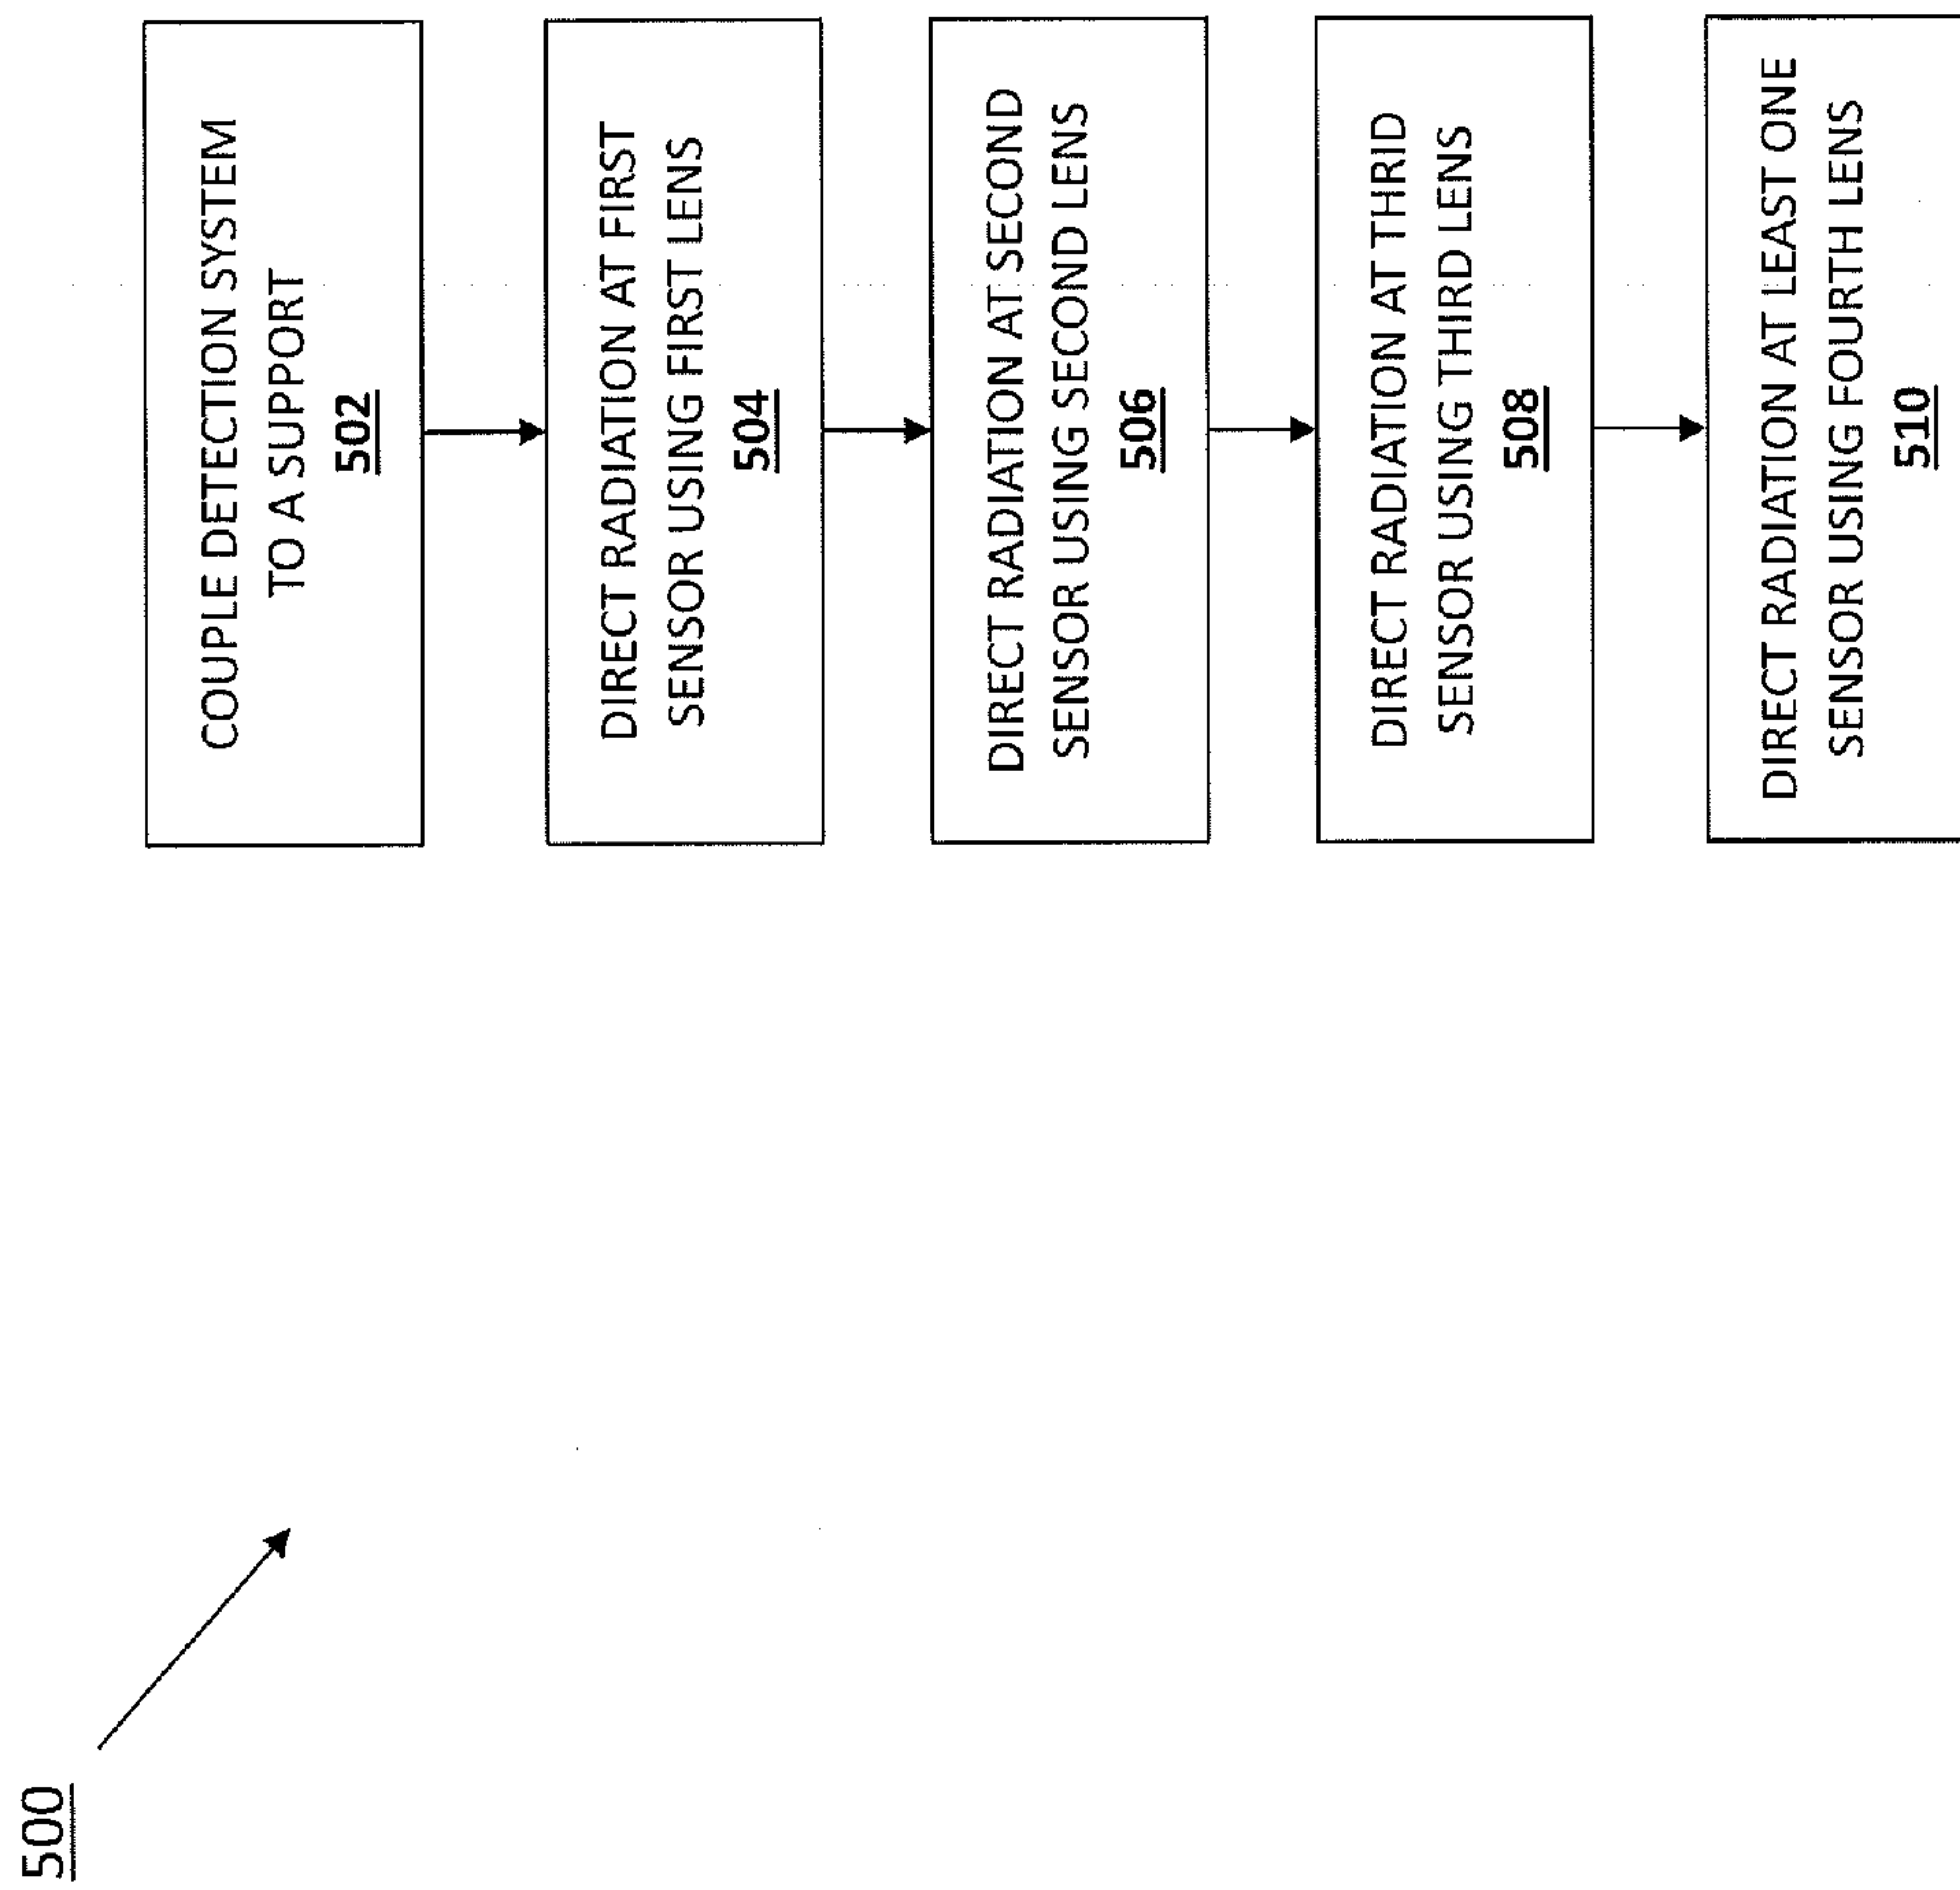 500
COUPLE DETECTION SYSTEM
TO A SUPPORT
502
DIRECT RADIATION AT FIRST
SENSOR USING FIRST LENS
504
DIRECT RADIATION AT SECOND
SENSOR USING SECOND LENS
506
DIRECT RADIATION AT THRID
SENSOR USING THIRD LENS
508
DIRECT RADIATION AT LEAST ONE
SENSOR USING FOURTH LENS
510